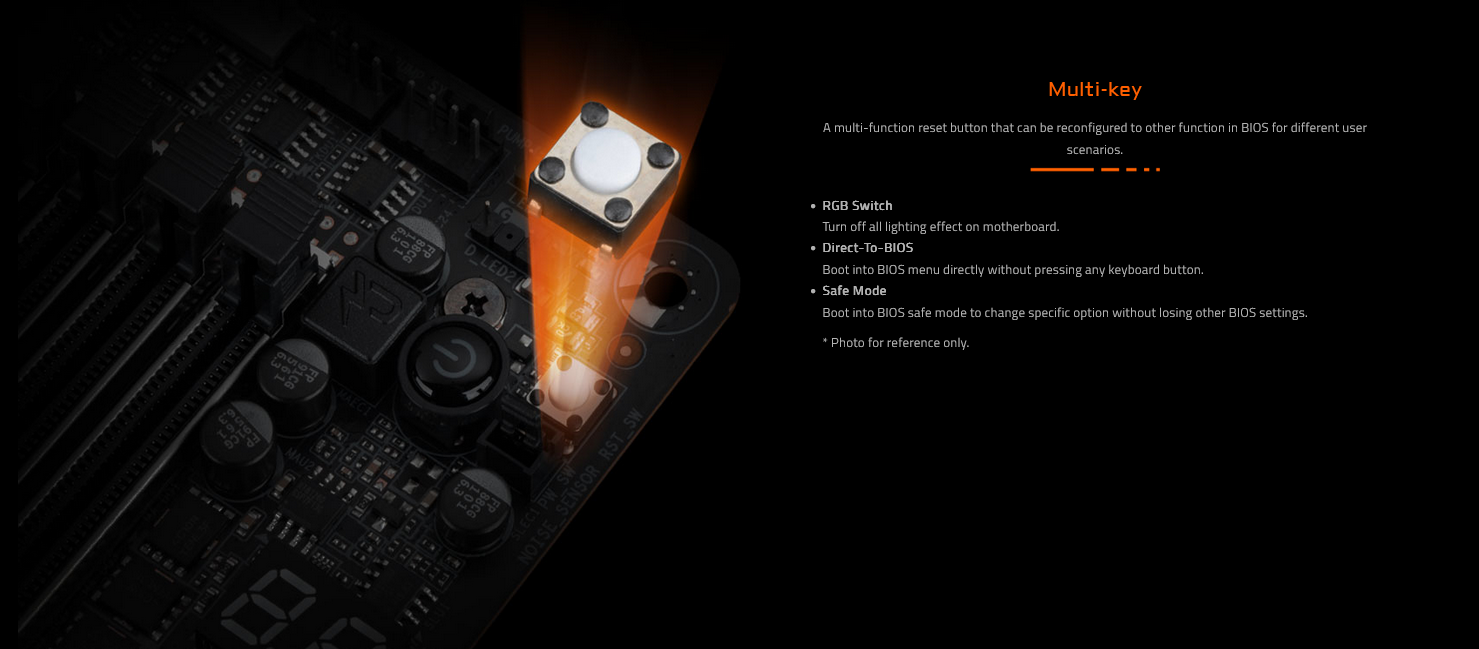 Multi-key
A multi-function reset button that can be reconfigured to other function in BIOS for different user
scenarios.
• RGB Switch
Turn off all lighting effect on motherboard.
• Direct-To-BIOS
Boot into BIOS menu directly without pressing any keyboard button.
• Safe Mode
Boot into BIOS safe mode to change specific option without losing other BIOS settings.
* Photo for reference only.
D_LED2
PW_SW
NOISE_SENSOR RST_SW